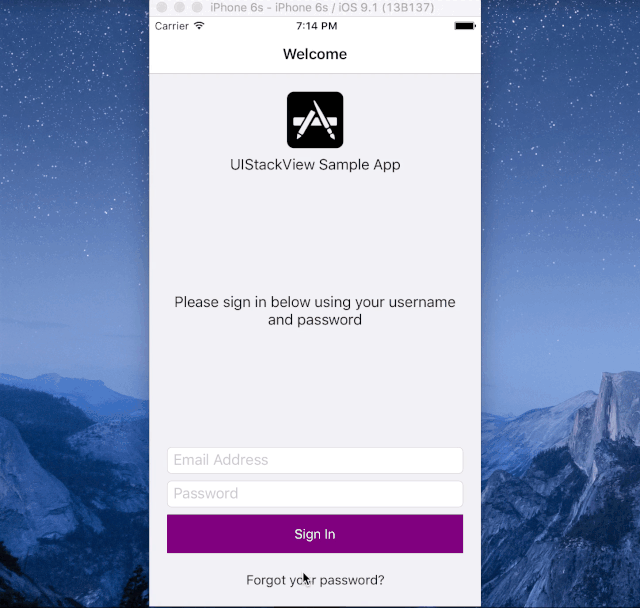 iPhone 6s - iPhone 6s / iOS 9.1 (13B137)
Carrier 7:14 PM
Welcome
UIStackView Sample App
Please sign in below using your username
and password
Email Address
Password
Sign In
Forgot your password?